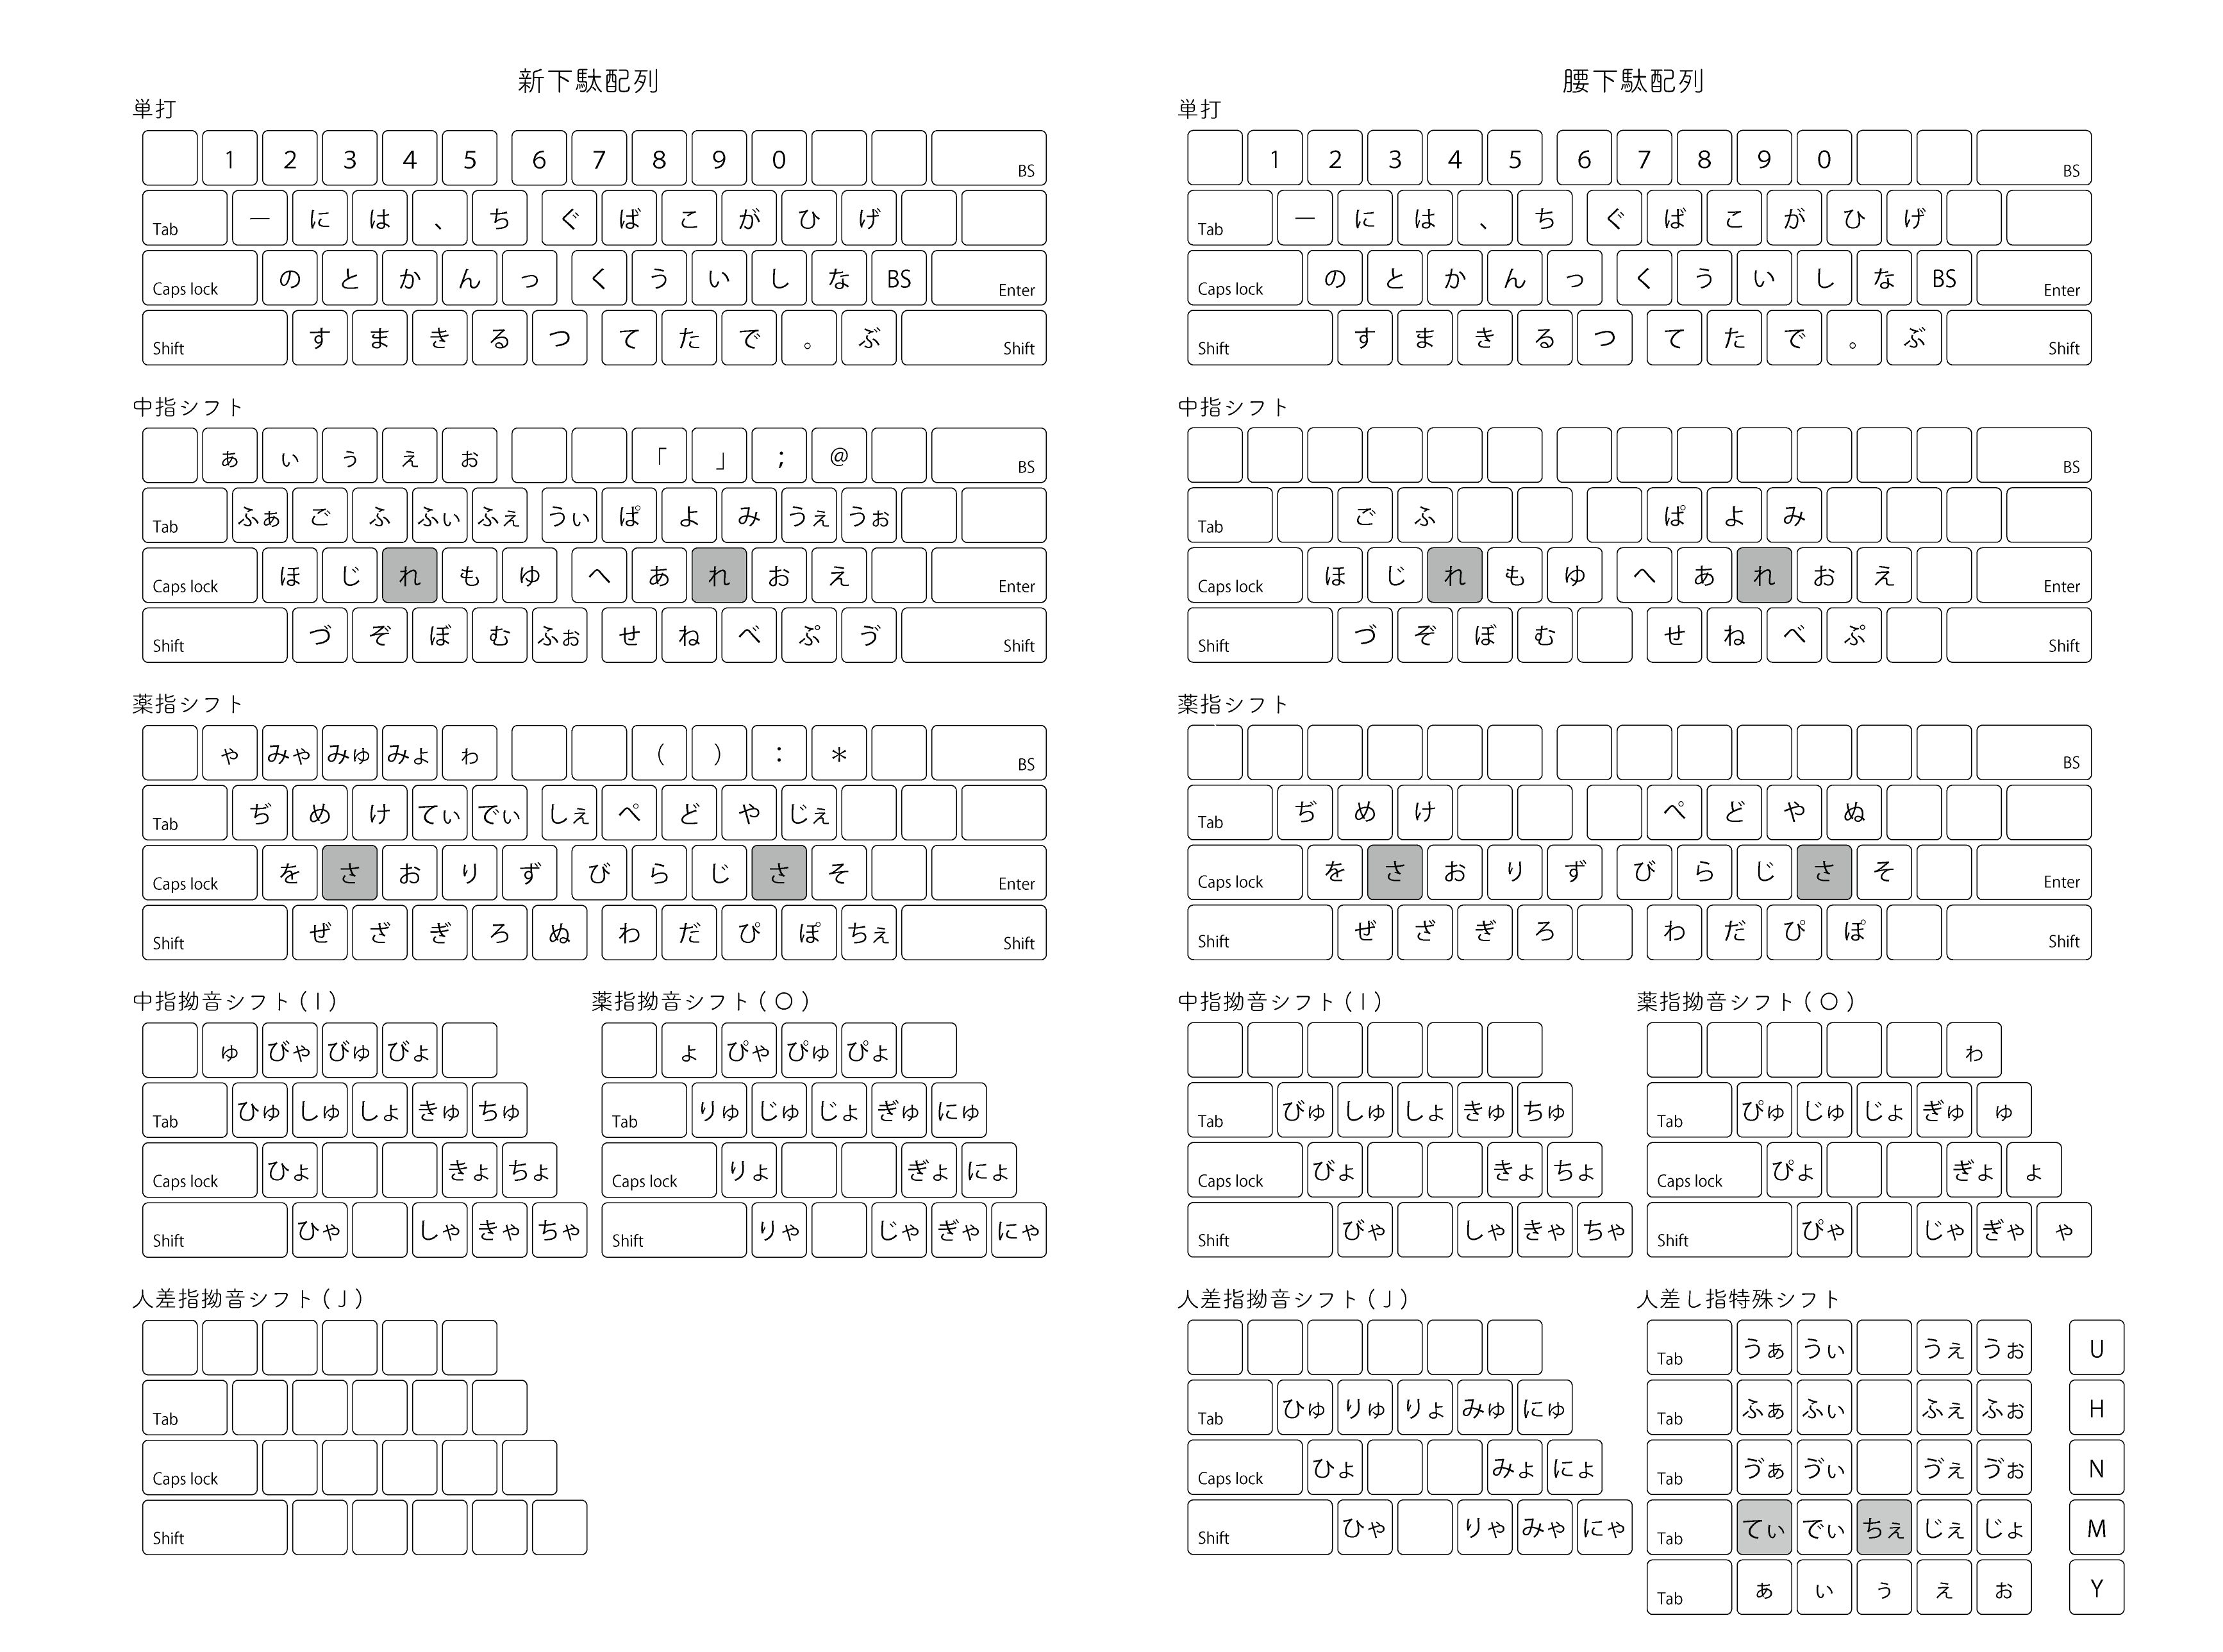 新下駄配列
単打
1 2 3 4 5 6 7 8 9 0 BS
Tab ー に は 、 ち ぐ ば こ が ひ げ
Caps lock の と か ん っ く う い し な BS Enter
Shift す ま き る つ て た で 。 ぶ Shift
中指シフト
ぁ ぃ ぅ ぇ ぉ 「 」 ; @ BS
Tab ふぁ ご ふ ふぃ ふぇ うぃ ぱ よ み うぇ うぉ
Caps lock ほ じ れ も ゆ へ あ れ お え Enter
Shift づ ぞ ぼ む ふぉ せ ね べ ぷ ゔ Shift
薬指シフト
ゃ みゃ みゅ みょ ゎ ( ) : * BS
Tab ぢ め け てぃ でぃ しぇ ぺ ど や じぇ
Caps lock を さ お り ず び ら じ さ そ Enter
Shift ぜ ざ ぎ ろ ぬ わ だ ぴ ぽ ちぇ Shift
中指拗音シフト(I)
ゅ びゃ びゅ びょ
Tab ひゅ しゅ しょ きゅ ちゅ
Caps lock ひょ きょ ちょ
Shift ひゃ しゃ きゃ ちゃ
薬指拗音シフト(O)
ょ ぴゃ ぴゅ ぴょ
Tab りゅ じゅ じょ ぎゅ にゅ
Caps lock りょ ぎょ にょ
Shift りゃ じゃ ぎゃ にゃ
人差指拗音シフト(J)
Tab
Caps lock
Shift
腰下駄配列
単打
1 2 3 4 5 6 7 8 9 0 BS
Tab ー に は 、 ち ぐ ば こ が ひ げ
Caps lock の と か ん っ く う い し な BS Enter
Shift す ま き る つ て た で 。 ぶ Shift
中指シフト
BS
Tab ご ふ ぱ よ み
Caps lock ほ じ れ も ゆ へ あ れ お え Enter
Shift づ ぞ ぼ む せ ね べ ぷ Shift
薬指シフト
BS
Tab ぢ め け ぺ ど や ぬ
Caps lock を さ お り ず び ら じ さ そ Enter
Shift ぜ ざ ぎ ろ わ だ ぴ ぽ Shift
中指拗音シフト(I)
Tab びゅ しゅ しょ きゅ ちゅ
Caps lock びょ きょ ちょ
Shift びゃ しゃ きゃ ちゃ
薬指拗音シフト(O)
ゎ
Tab ぴゅ じゅ じょ ぎゅ ゅ
Caps lock ぴょ ぎょ ょ
Shift ぴゃ じゃ ぎゃ ゃ
人差指拗音シフト(J)
Tab ひゅ りゅ りょ みゅ にゅ
Caps lock ひょ みょ にょ
Shift ひゃ りゃ みゃ にゃ
人差し指特殊シフト
Tab うぁ うぃ うぇ うぉ U
Tab ふぁ ふぃ ふぇ ふぉ H
Tab ゔぁ ゔぃ ゔぇ ゔぉ N
Tab てぃ でぃ ちぇ じぇ じょ M
Tab ぁ ぃ ぅ ぇ ぉ Y